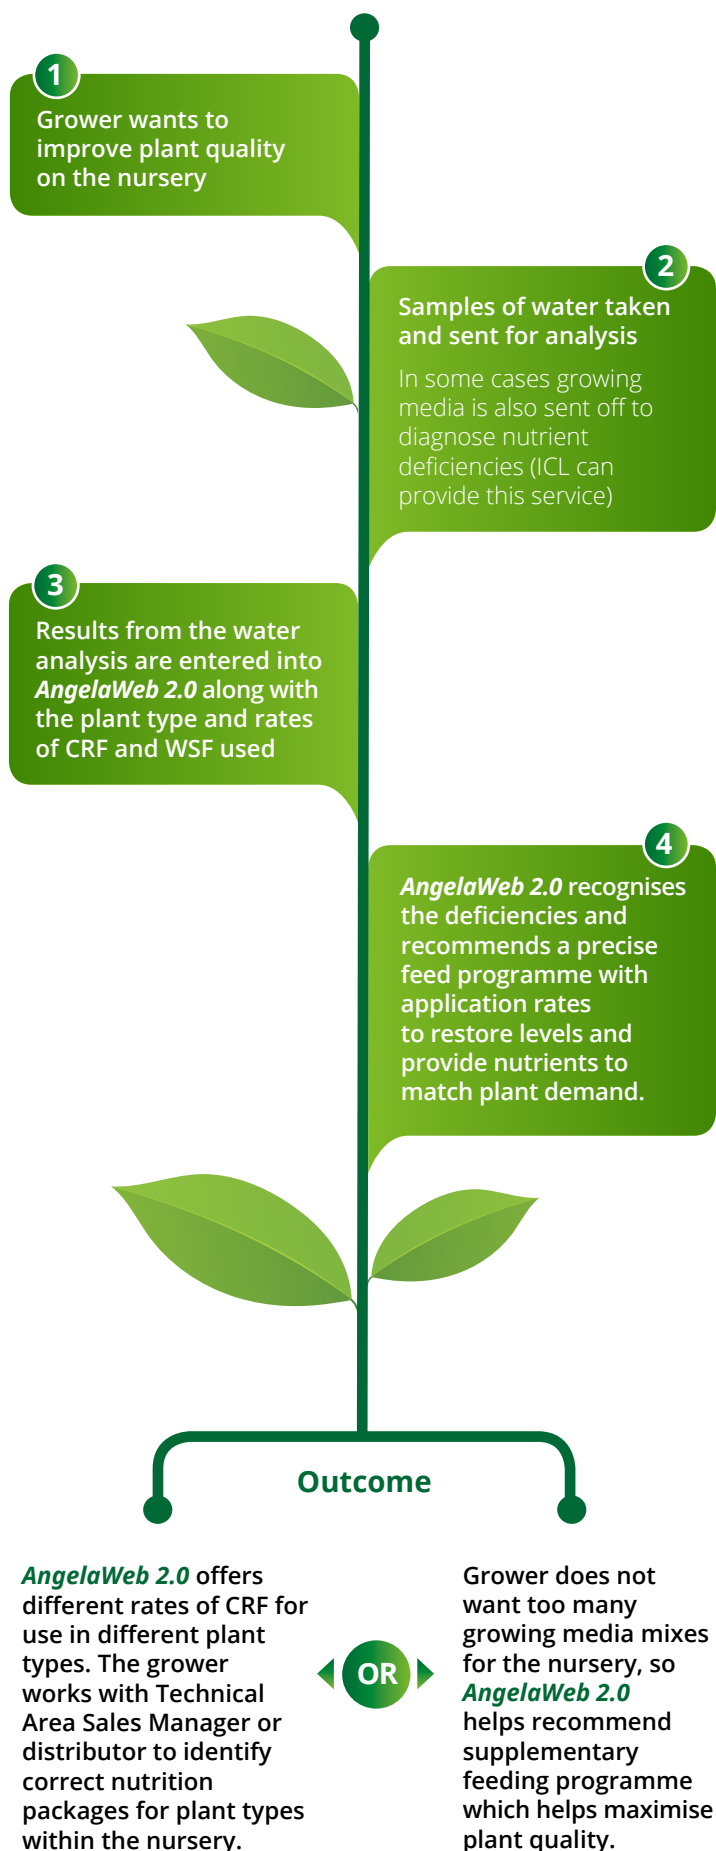 1
Grower wants to
improve plant quality
on the nursery
2
Samples of water taken
and sent for analysis
In some cases growing
media is also sent off to
diagnose nutrient
deficiencies (ICL can
provide this service)
3
Results from the water
analysis are entered into
AngelaWeb 2.0 along with
the plant type and rates
of CRF and WSF used
4
AngelaWeb 2.0 recognises
the deficiencies and
recommends a precise
feed programme with
application rates
to restore levels and
provide nutrients to
match plant demand.
Outcome
AngelaWeb 2.0 offers
different rates of CRF for
use in different plant
types. The grower
works with Technical
Area Sales Manager or
distributor to identify
correct nutrition
packages for plant types
within the nursery.
OR
Grower does not
want too many
growing media mixes
for the nursery, so
AngelaWeb 2.0
helps recommend
supplementary
feeding programme
which helps maximise
plant quality.